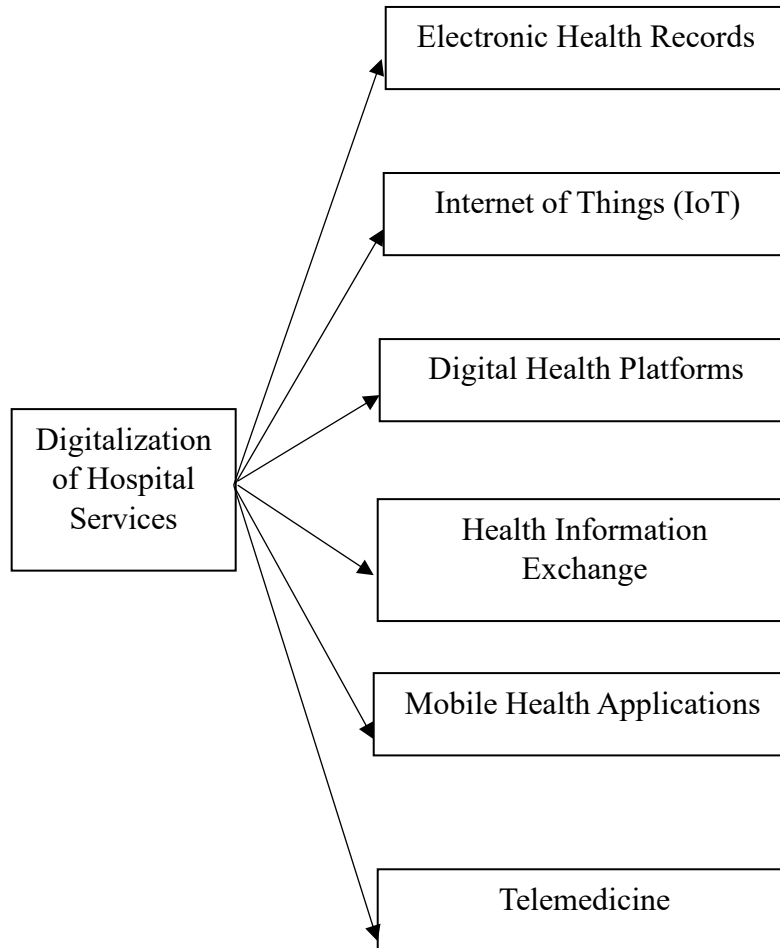 Electronic Health Records
Internet of Things (IoT)
Digital Health Platforms
Digitalization
of Hospital
Services
Health Information
Exchange
Mobile Health Applications
Telemedicine